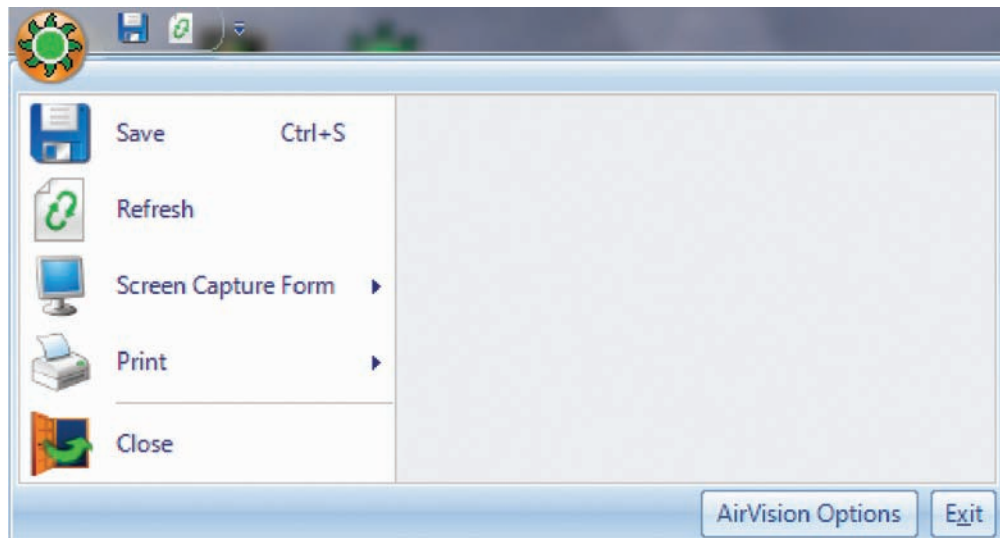 Save Ctrl+S
Refresh
Screen Capture Form
Print
Close
AirVision Options Exit